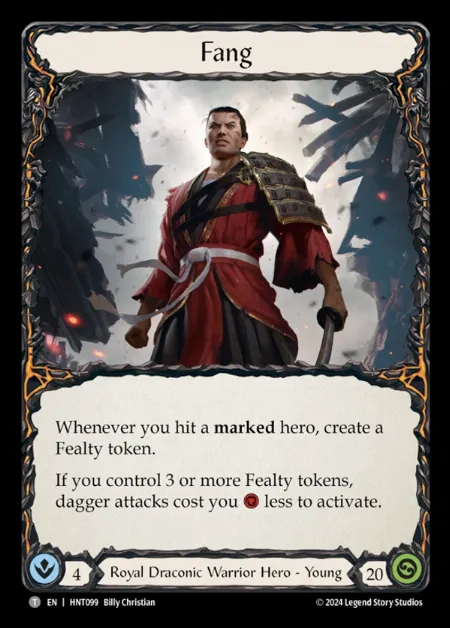 Fang
Whenever you hit a marked hero, create a
Fealty token.
If you control 3 or more Fealty tokens,
dagger attacks cost you less to activate.
4
Royal Draconic Warrior Hero - Young
20
T EN | HNT099 Billy Christian
© 2024 Legend Story Studios